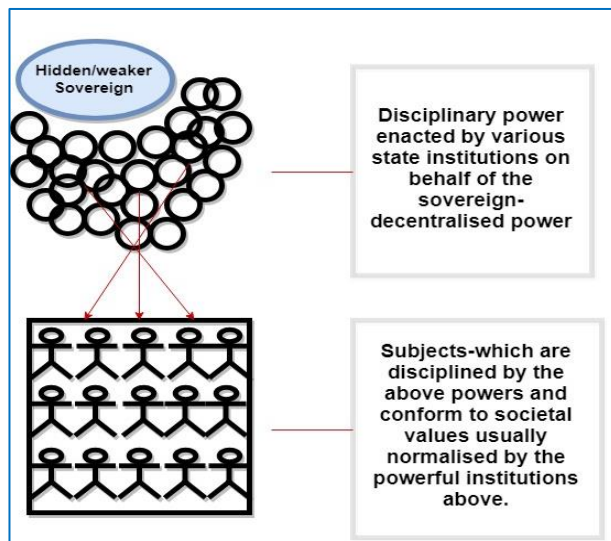 Hidden/weaker
Sovereign
Disciplinary power
enacted by various
state institutions on
behalf of the
sovereign-
decentralised power
Subjects-which are
disciplined by the
above powers and
conform to societal
values usually
normalised by the
powerful institutions
above.